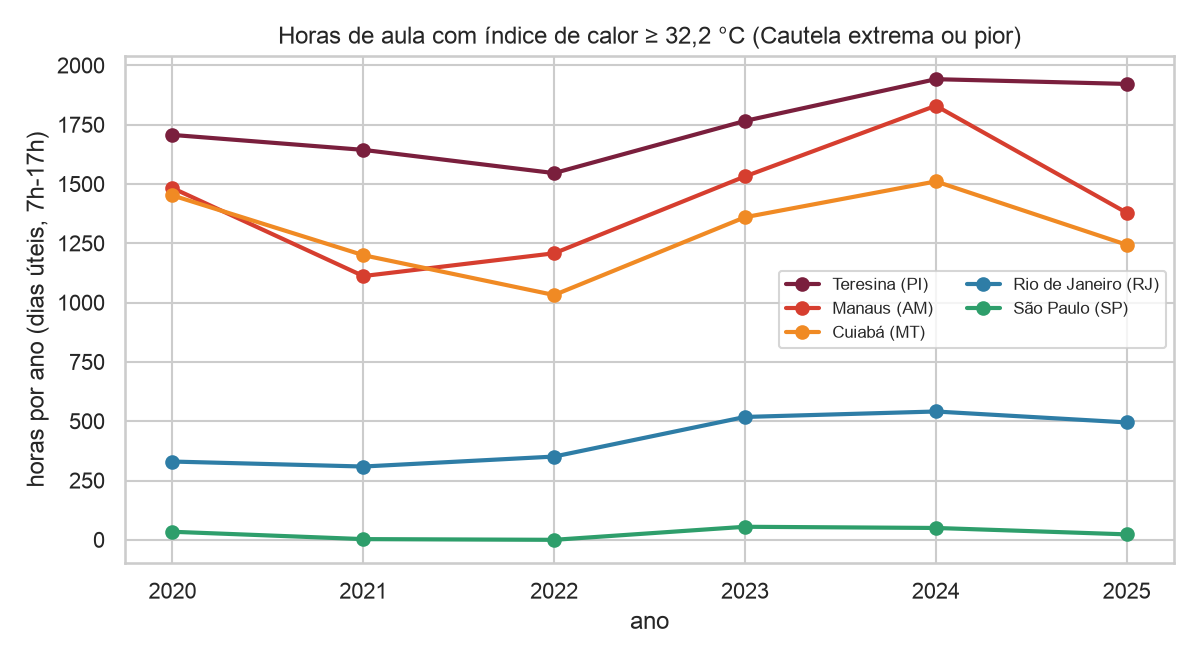 Horas de aula com índice de calor ≥ 32,2 °C (Cautela extrema ou pior)
horas por ano (dias úteis, 7h-17h)
2000
1750
1500
1250
1000
750
500
250
0
Teresina (PI)
Manaus (AM)
Cuiabá (MT)
Rio de Janeiro (RJ)
São Paulo (SP)
2020 2021 2022 2023 2024 2025
ano